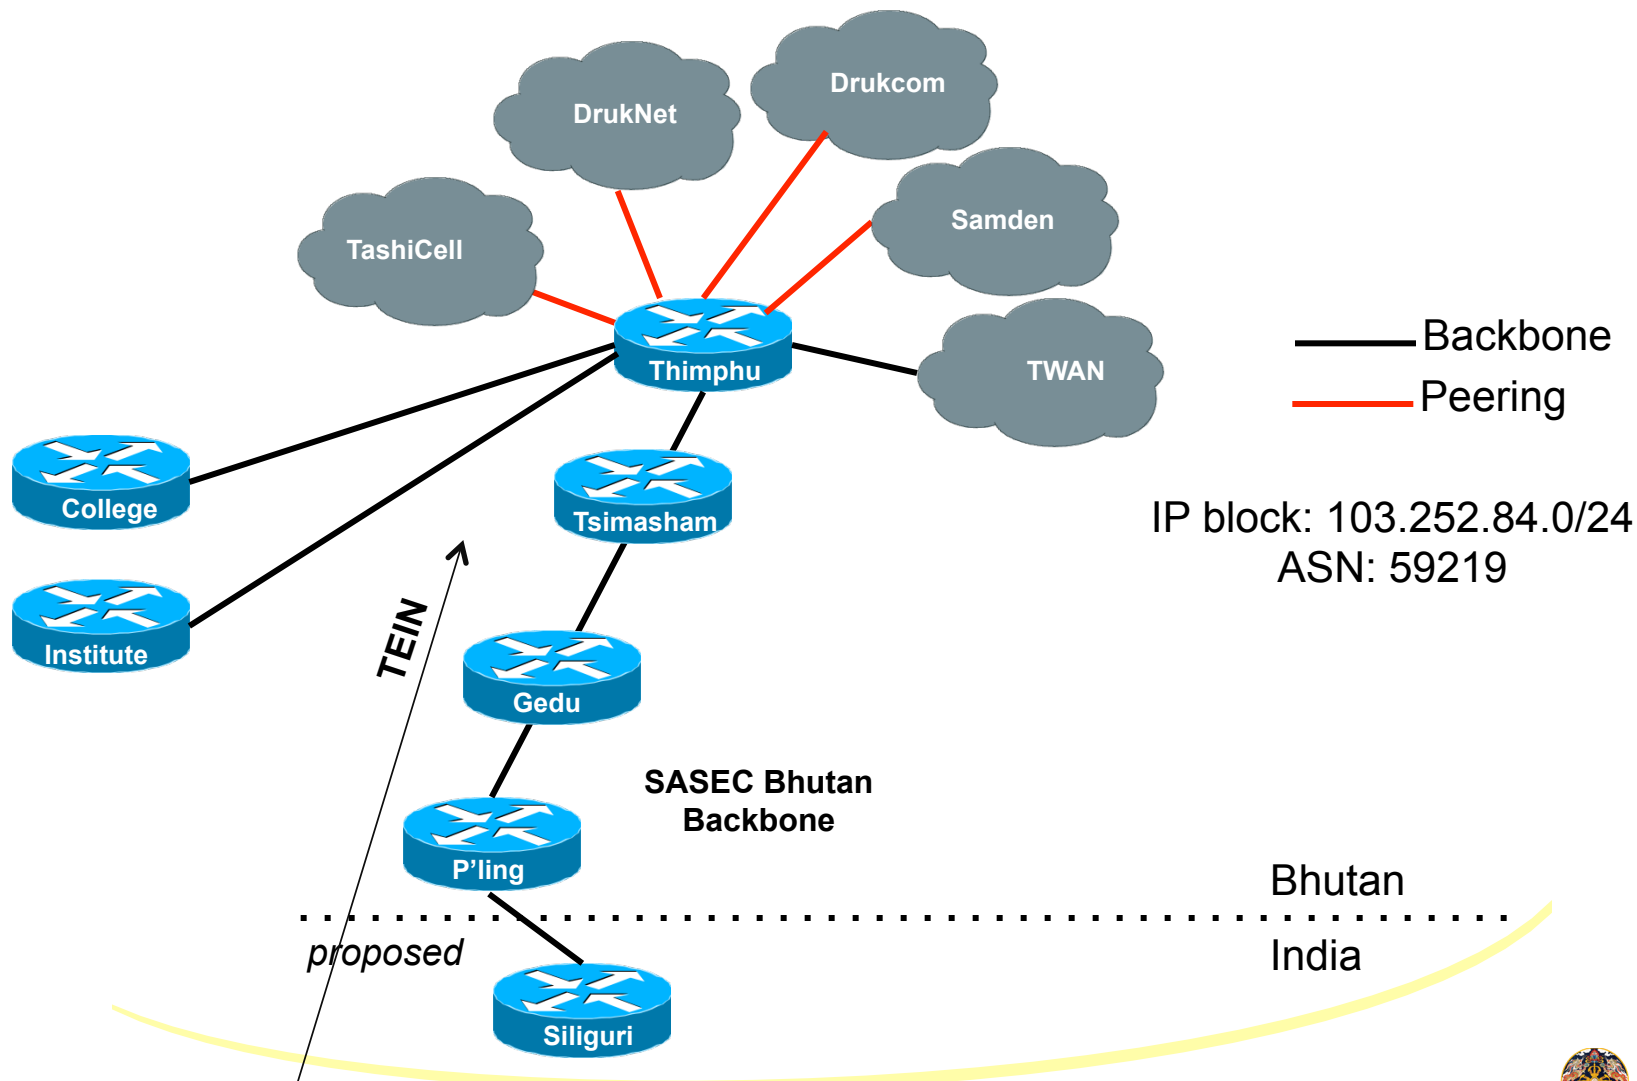 Drukcom
DrukNet
Samden
TashiCell
Thimphu
TWAN
Backbone
Peering
College
Tsimasham
IP block: 103.252.84.0/24
ASN: 59219
Institute
TEIN
Gedu
SASEC Bhutan
Backbone
P’ling
Bhutan
proposed
India
Siliguri